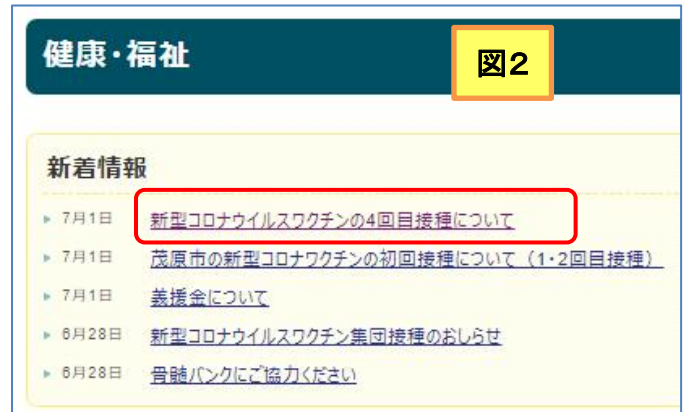 健康・福祉
図2
新着情報
7月1日 新型コロナウイルスワクチンの4回目接種について
7月1日 茂原市の新型コロナワクチンの初回接種について（1・2回目接種）
7月1日 義援金について
6月28日 新型コロナウイルスワクチン集団接種のおしらせ
6月28日 骨髄バンクにご協力ください